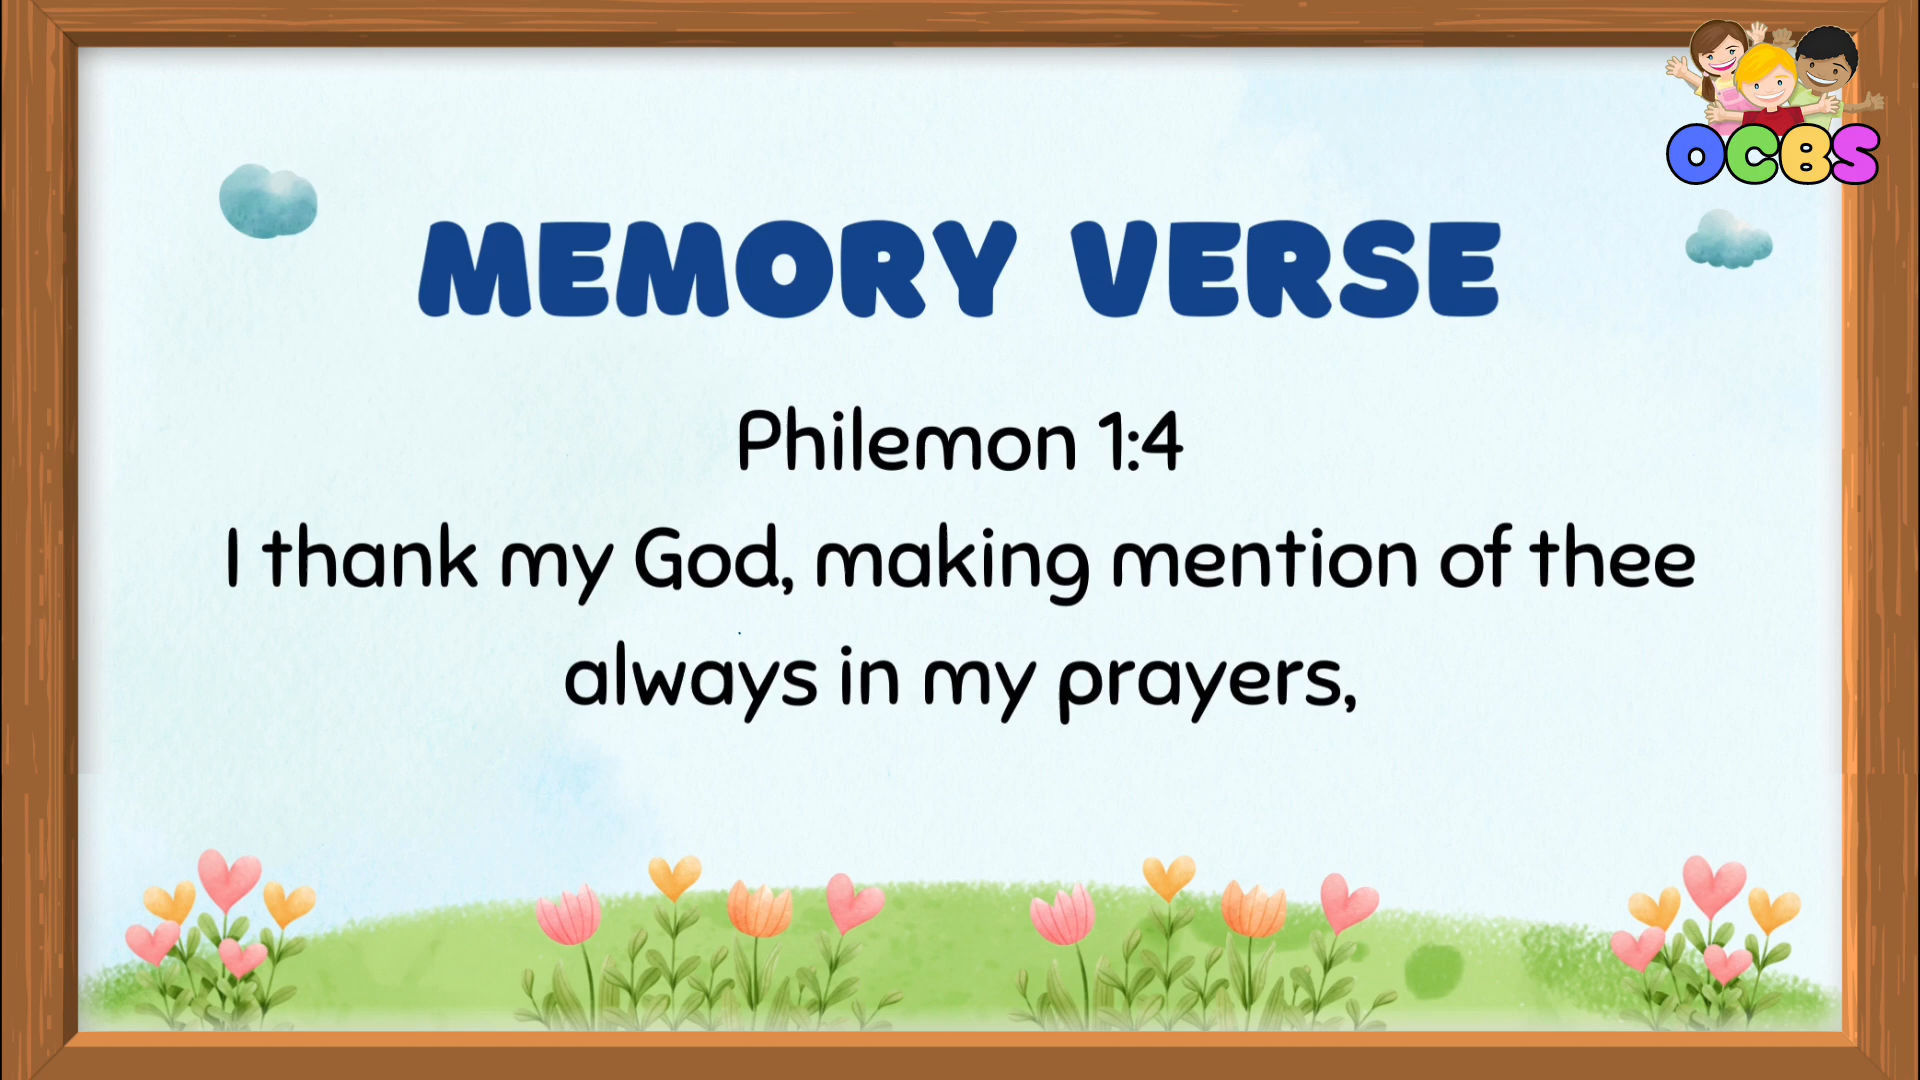 OCBS
MEMORY VERSE
Philemon 1:4
I thank my God, making mention of thee
always in my prayers,